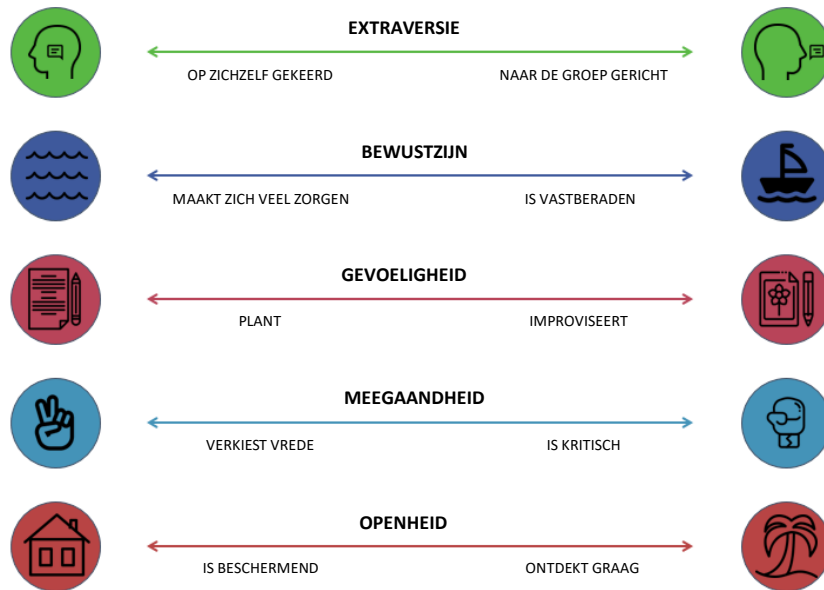 EXTRAVERSIE
OP ZICHZELF GEKEERD NAAR DE GROEP GERICHT
BEWUSTZIJN
MAAKT ZICH VEEL ZORGEN IS VASTBERADEN
GEVOELIGHEID
PLANT IMPROVISEERT
MEEGAANDHEID
VERKIEST VREDE IS KRITISCH
OPENHEID
IS BESCHERMEND ONTDEKT GRAAG